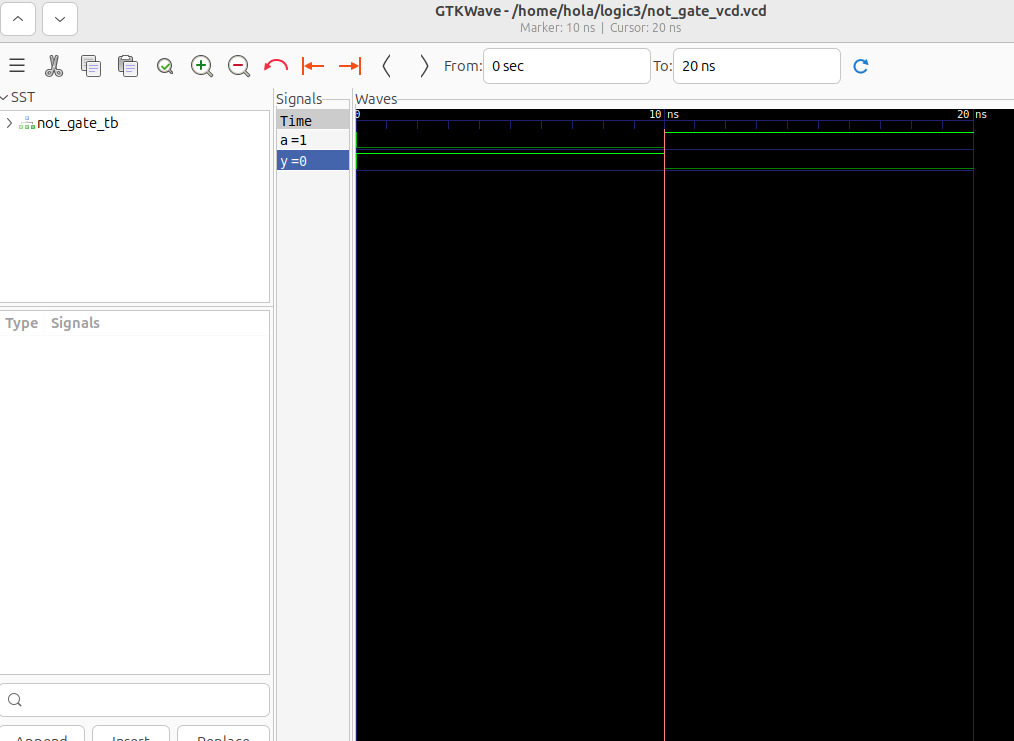 GTKWave - /home/hola/logic3/not_gate_vcd.vcd
Marker: 10 ns | Cursor: 20 ns
From: 0 sec To: 20 ns
SST
not_gate_tb
Type Signals
Append Insert Replace
Signals
Time
a =1
y =0
Waves
0 10 ns 20 ns